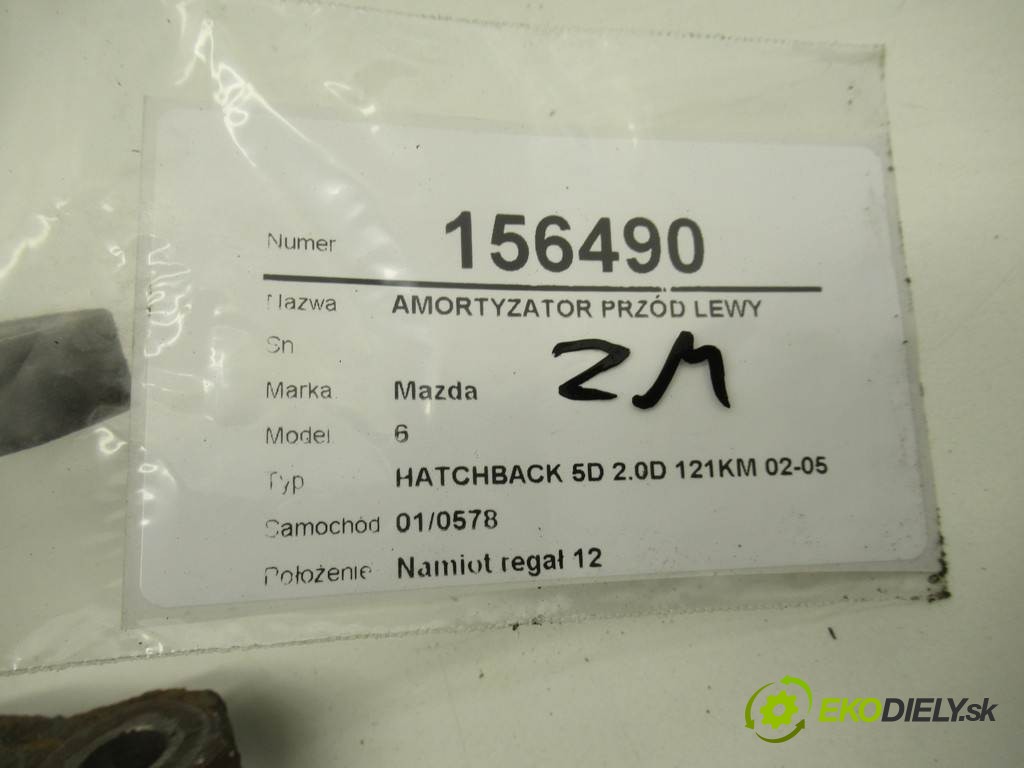 Numer 156490
Nazwa AMORTYZATOR PRZÓD LEWY
Sn
ZM
Marka Mazda
Model 6
Typ HATCHBACK 5D 2.0D 121KM 02-05
Samochód 01/0578
Położenie Namiot regał 12
EKODIELY.sk